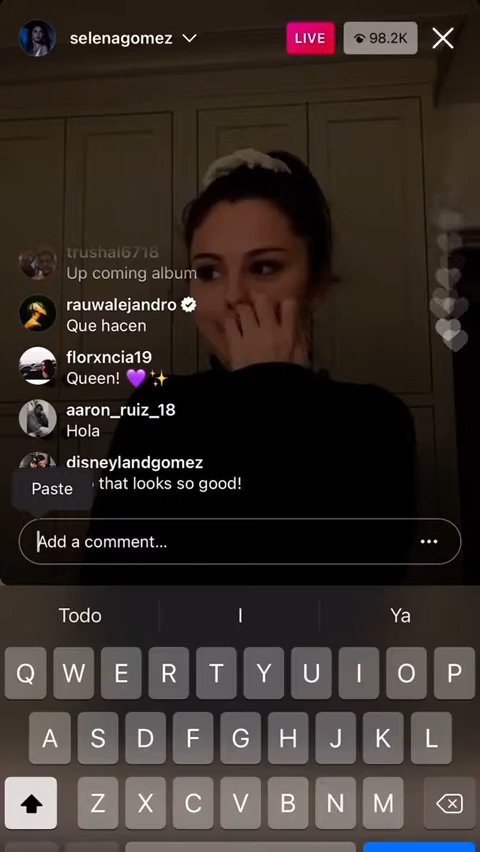 selenagomez
LIVE
98.2K
trushal6718
Up coming album
rauwalejandro
Que hacen
florxncia19
Queen! 💜✨
aaron_ruiz_18
Hola
disneylandgomez
that looks so good!
Paste
Add a comment...
Todo I Ya
Q W E R T Y U I O P
A S D F G H J K L
Z X C V B N M